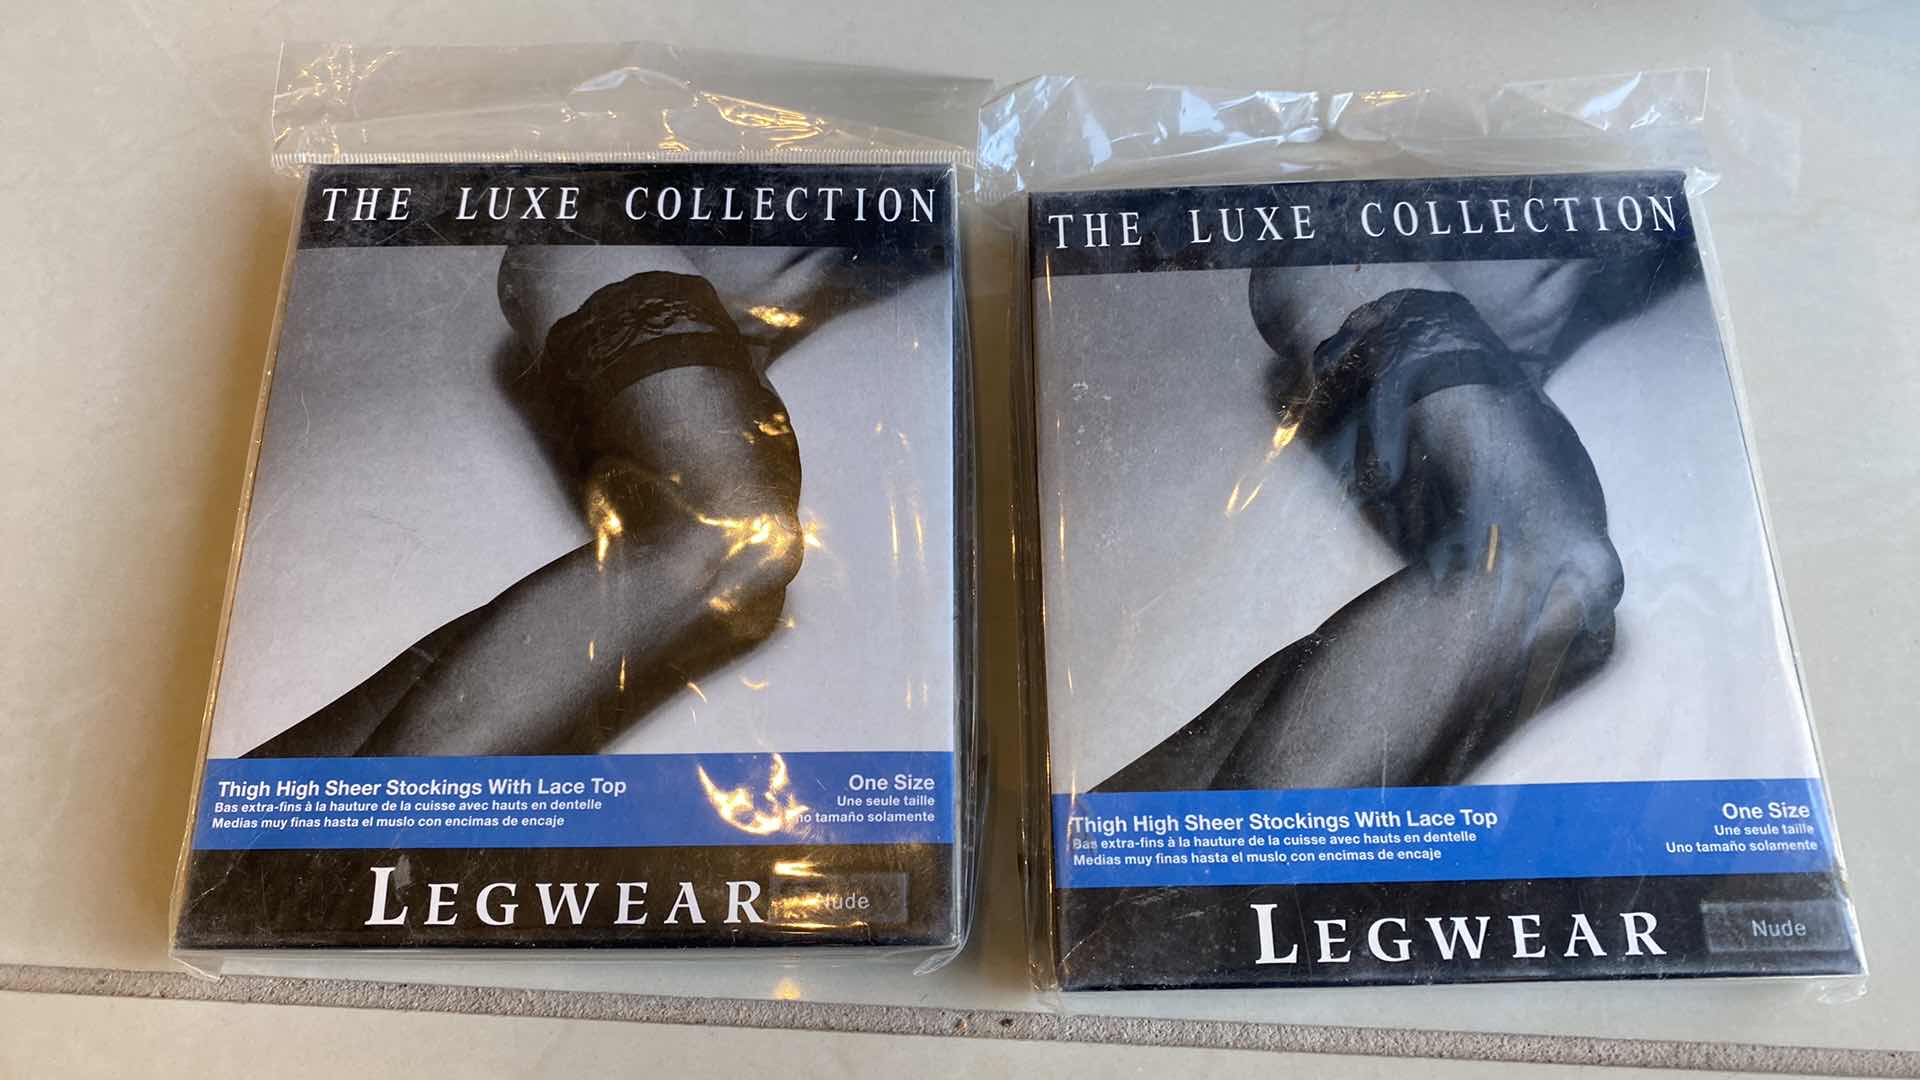 THE LUXE COLLECTION
Thigh High Sheer Stockings With Lace Top
Bas extra-fins à la hauture de la cuisse avec hauts en dentelle
Medias muy finas hasta el muslo con encimas de encaje
One Size
Une seule taille
no tamaño solamente
LEGWEAR
Nude
THE LUXE COLLECTION
Thigh High Sheer Stockings With Lace Top
Bas extra-fins à la hauture de la cuisse avec hauts en dentelle
Medias muy finas hasta el muslo con encimas de encaje
One Size
Une seule taille
Uno tamaño solamente
LEGWEAR
Nude